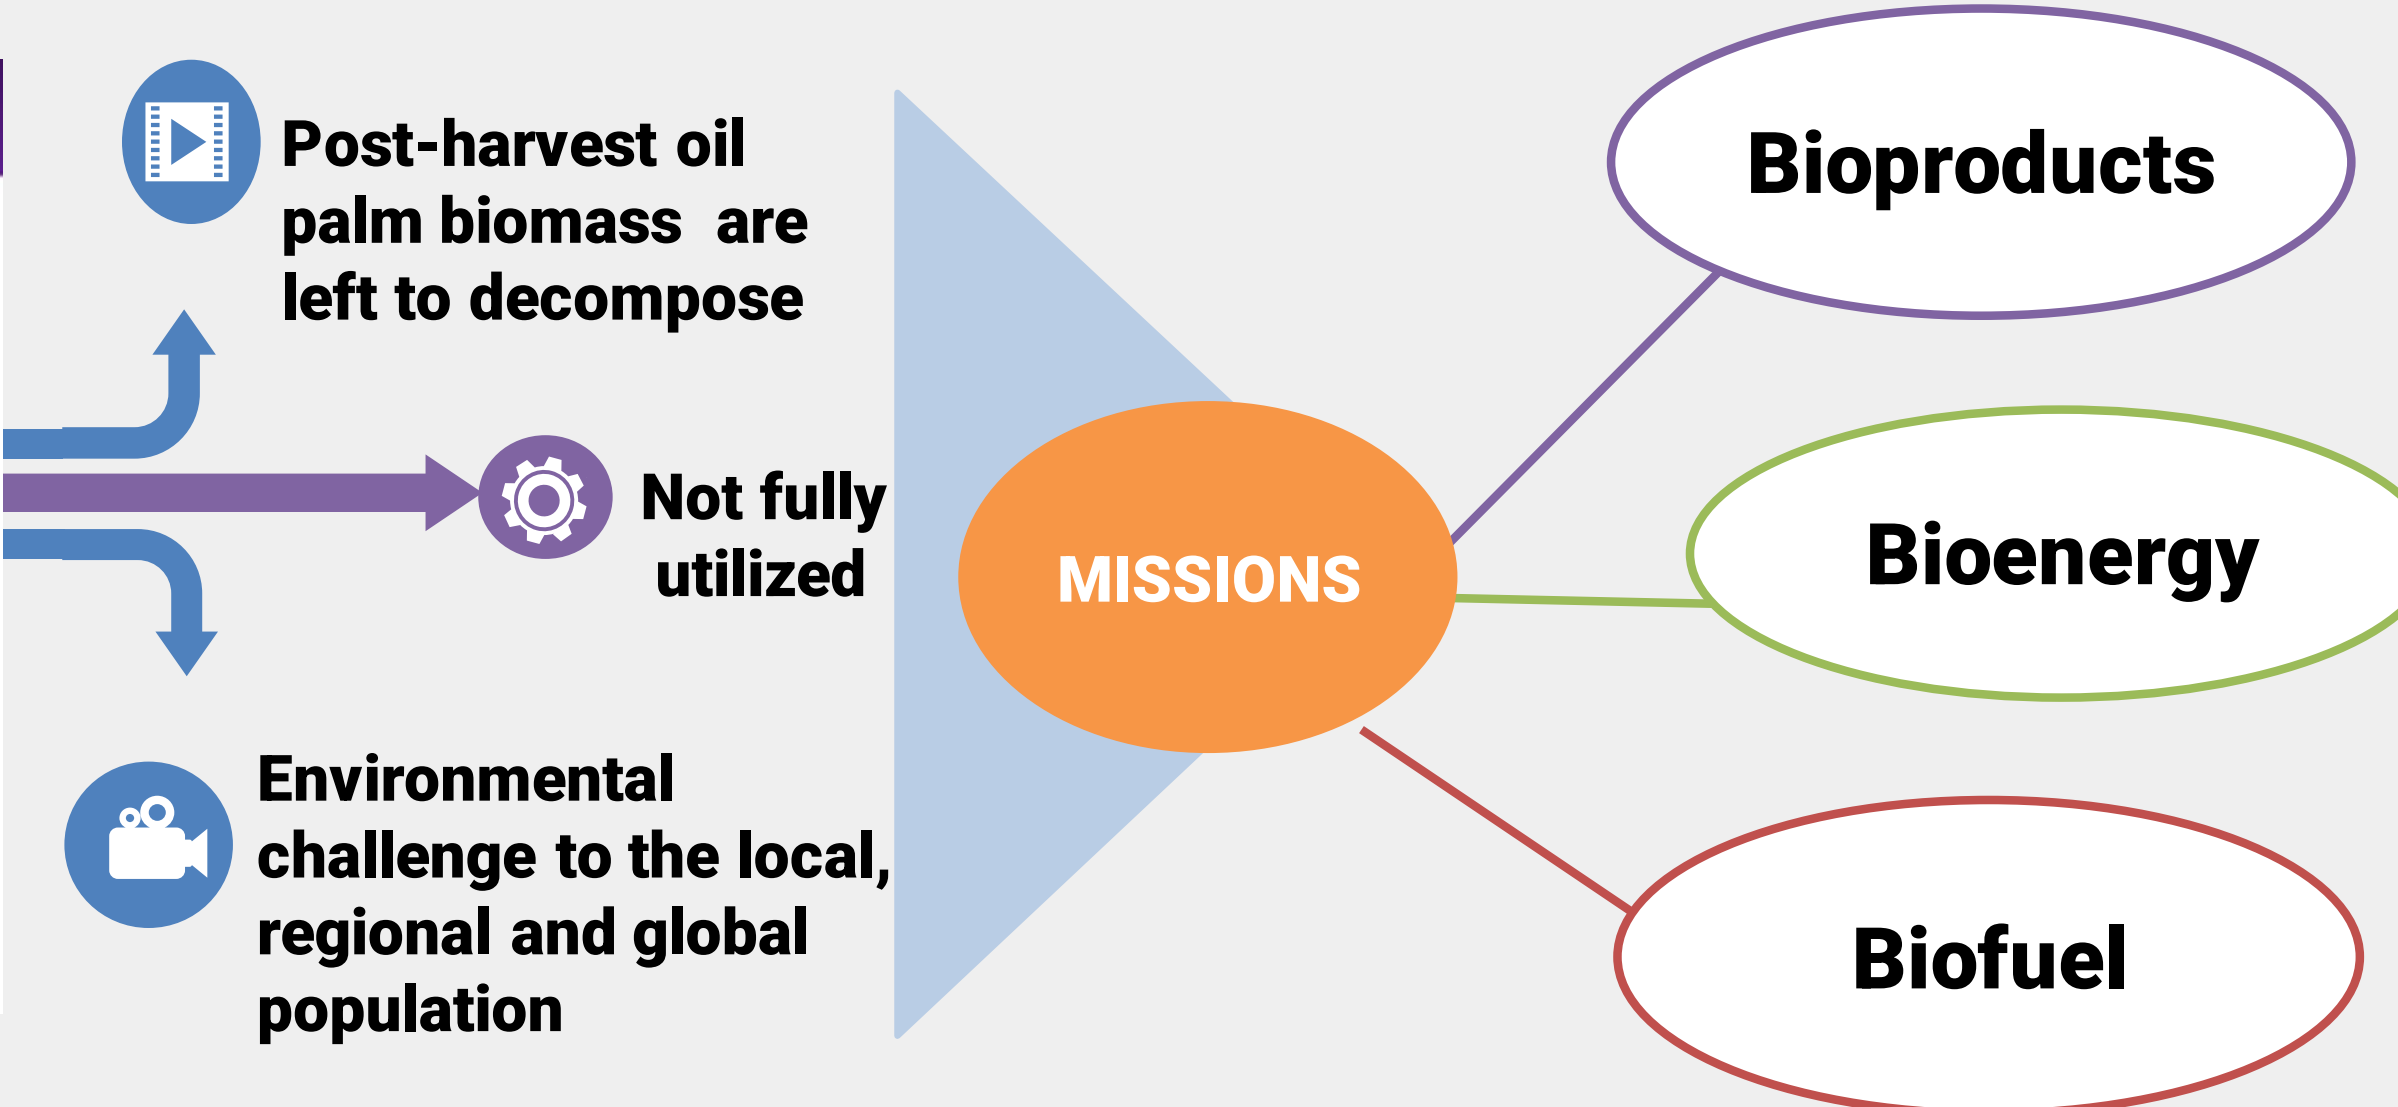 Post-harvest oil
palm biomass  are
left to decompose
Not fully
utilized
Environmental
challenge to the local,
regional and global
population
MISSIONS
Bioproducts
Bioenergy
Biofuel